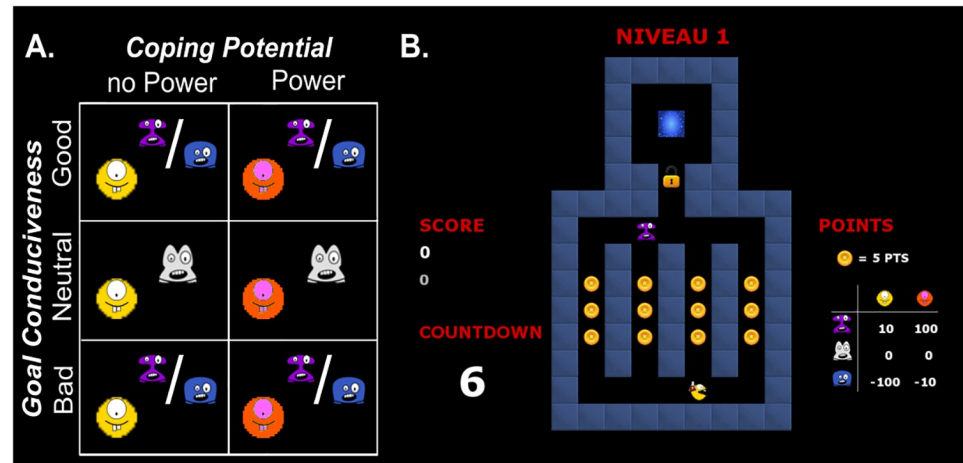 A.
Coping Potential
no Power Power
Goal Conduciveness
Good
Neutral
Bad
B.
NIVEAU 1
SCORE
0
0
COUNTDOWN
6
POINTS
= 5 PTS
10 100
0 0
-100 -10